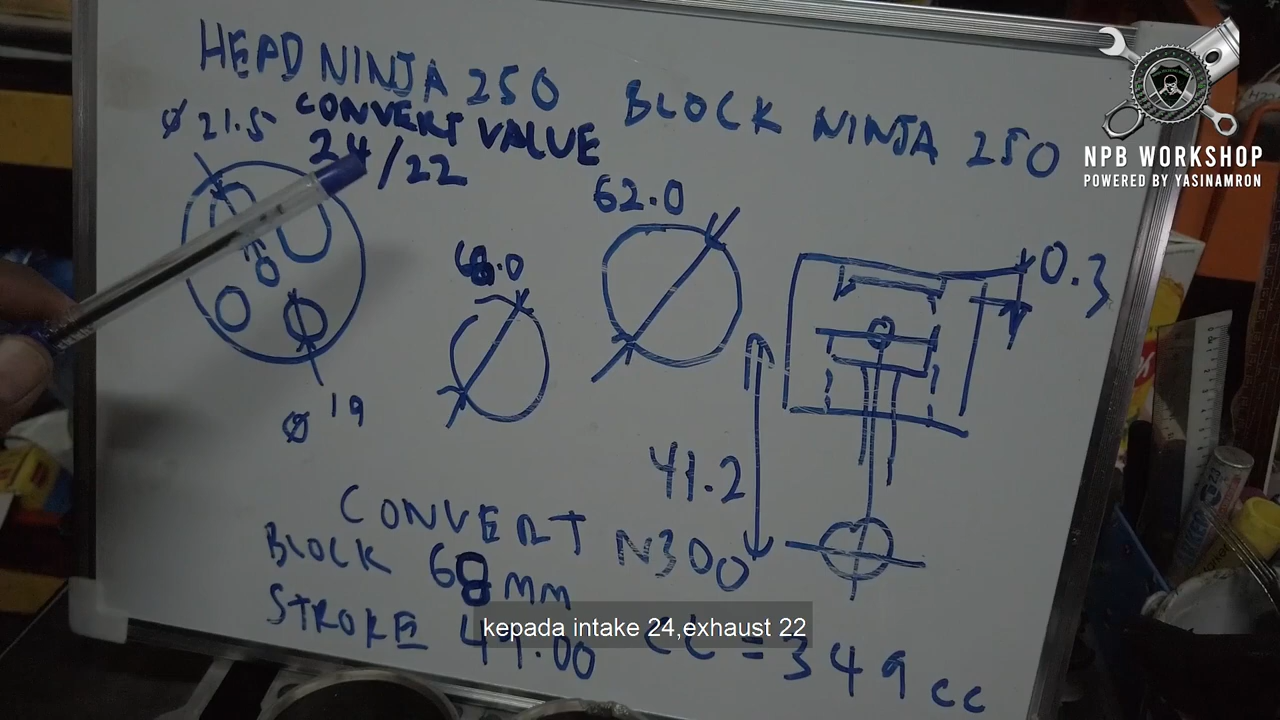 HEAD NINJA 250
CONVERT VALUE
24/22
ø 21.5
ø 19
BLOCK NINJA 250
62.0
0.3
41.2
CONVERT N300
BLOCK 68 mm
STROKE
CC = 349 CC
kepada intake 24,exhaust 22
NPB WORKSHOP
POWERED BY YASINAMRON